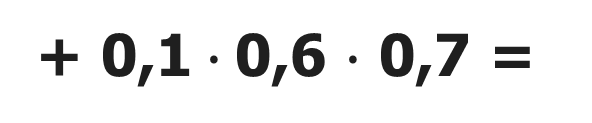 + 0,1 · 0,6 · 0,7 =